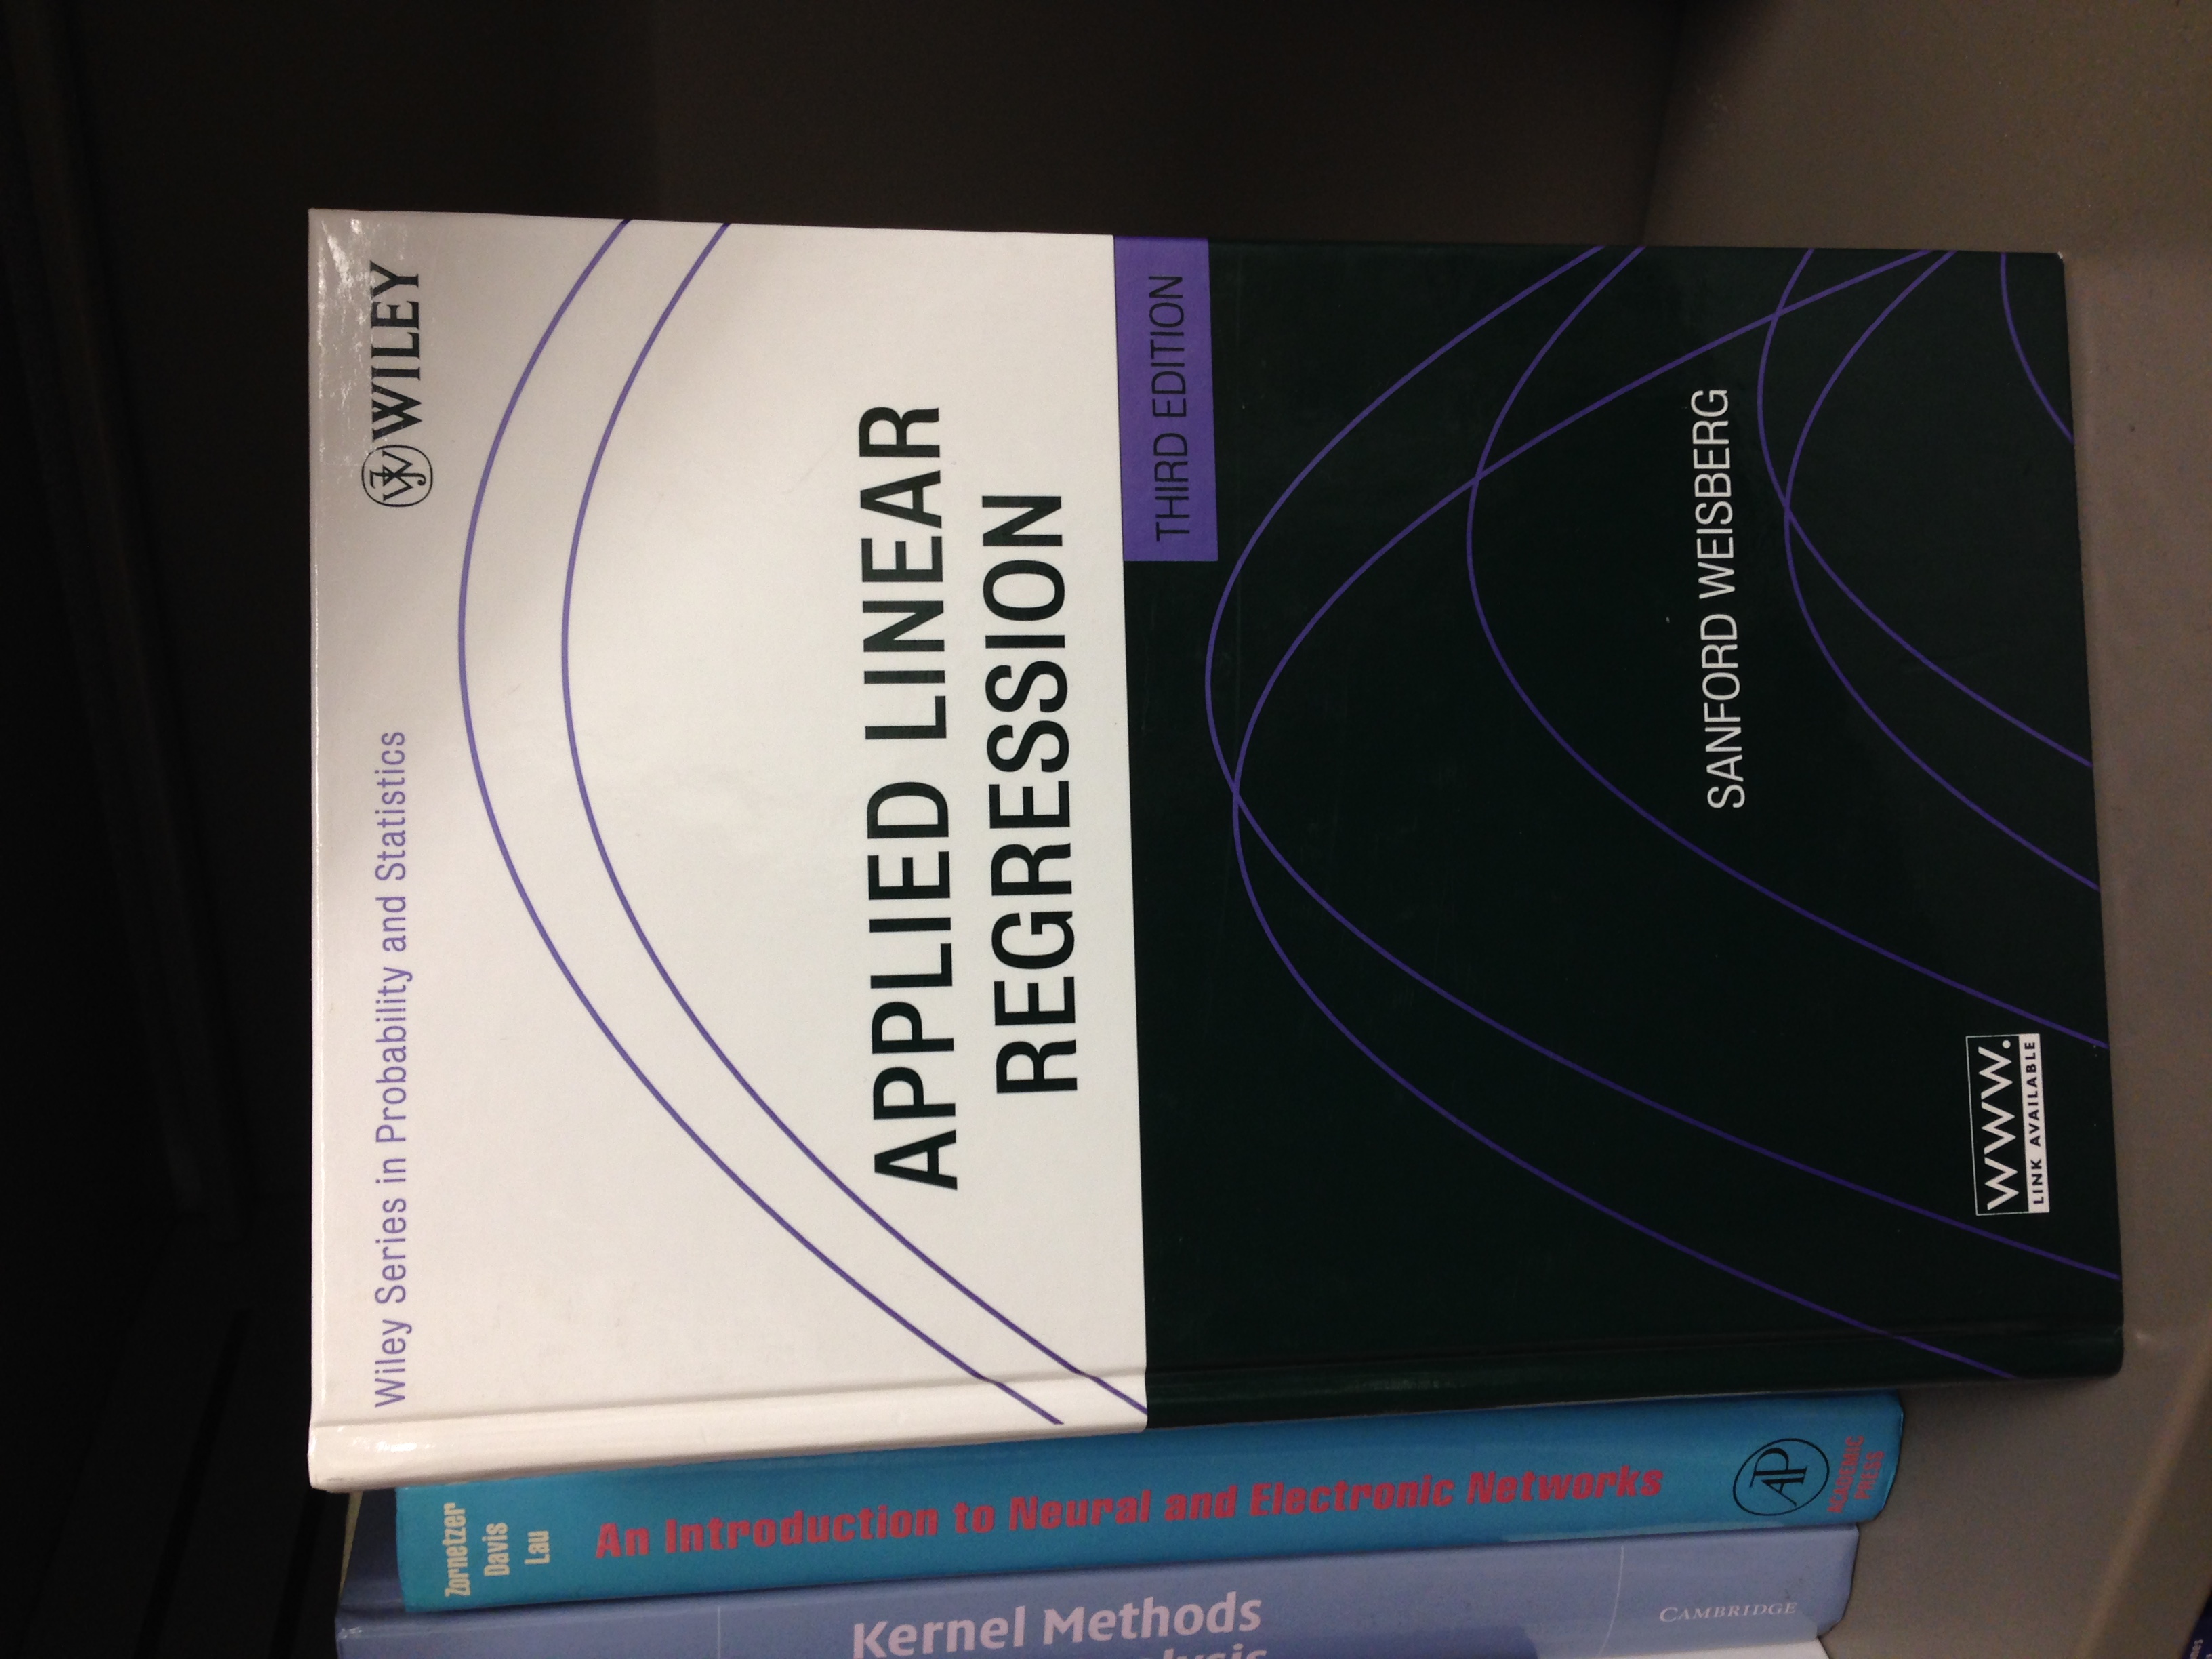 Wiley Series in Probability and Statistics
WILEY
APPLIED LINEAR
REGRESSION
THIRD EDITION
SANFORD WEISBERG
WWW.
LINK AVAILABLE
Zornetzer
Davis
Lau
An Introduction to Neural and Electronic Networks
AP
ACADEMIC
PRESS
Kernel Methods
CAMBRIDGE